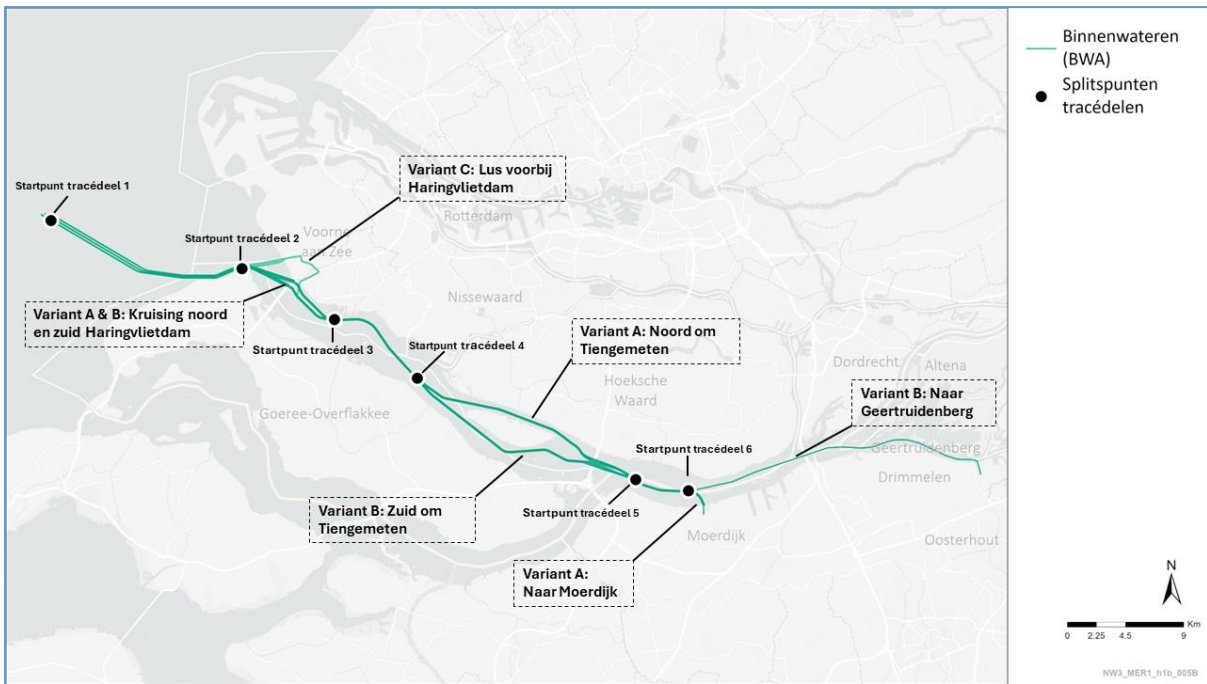 Binnenwateren
(BWA)
Splitspunten
tracédelen
Variant C: Lus voorbij
Haringvlietdam
Startpunt tracédeel 1
Rotterdam
Startpunt tracédeel 2
Voorne
aan Zee
Variant A & B: Kruising noord
en zuid Haringvlietdam
Nissewaard
Startpunt tracédeel 3
Startpunt tracédeel 4
Variant A: Noord om
Tiengemeten
Dordrecht
Altena
Hoeksche
Waard
Goeree-Overflakkee
Variant B: Naar
Geertruidenberg
Startpunt tracédeel 6
Geertruidenberg
Drimmelen
Variant B: Zuid om
Tiengemeten
Startpunt tracédeel 5
Moerdijk
Oosterhout
Variant A:
Naar Moerdijk
N
Km
0 2.25 4.5 9
NW3_MER1_h1b_005B